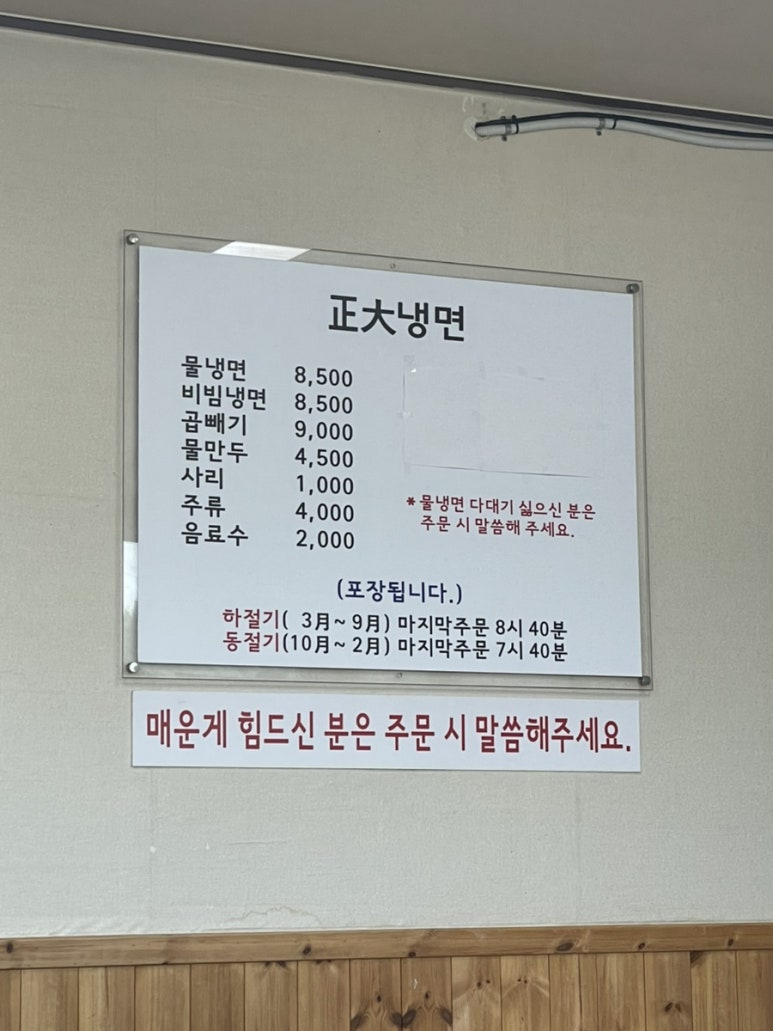 正大냉면
물냉면 8,500
비빔냉면 8,500
곱빼기 9,000
물만두 4,500
사리 1,000
주류 4,000
음료수 2,000
* 물냉면 다대기 싫으신 분은
주문 시 말씀해 주세요.
(포장됩니다.)
하절기( 3月~ 9月) 마지막주문 8시 40분
동절기(10月~ 2月) 마지막주문 7시 40분
매운게 힘드신 분은 주문 시 말씀해주세요.